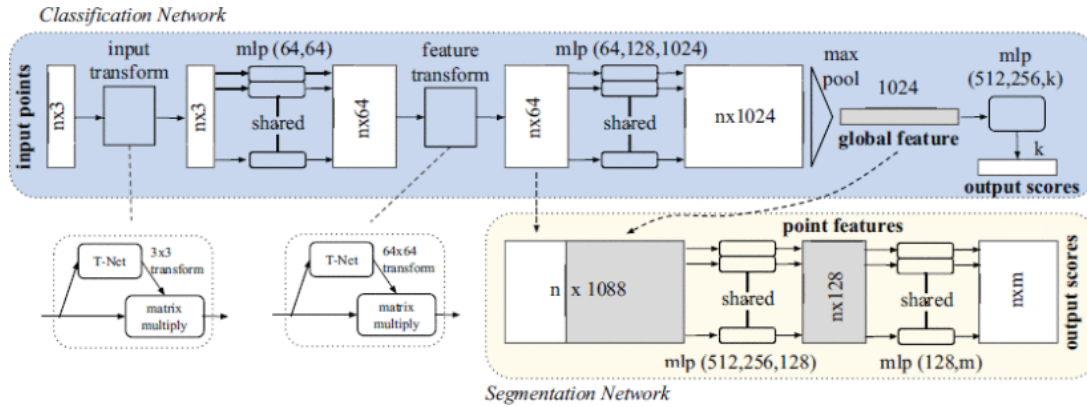 Classification Network
input points
nx3
input
transform
nx3
mlp (64,64)
shared
nx64
feature
transform
nx64
mlp (64,128,1024)
shared
nx1024
max
pool
1024
global feature
mlp
(512,256,k)
k
output scores
T-Net
3x3
transform
matrix
multiply
T-Net
64x64
transform
matrix
multiply
point features
n x 1088
shared
mlp (512,256,128)
nx128
shared
mlp (128,m)
nxm
output scores
Segmentation Network